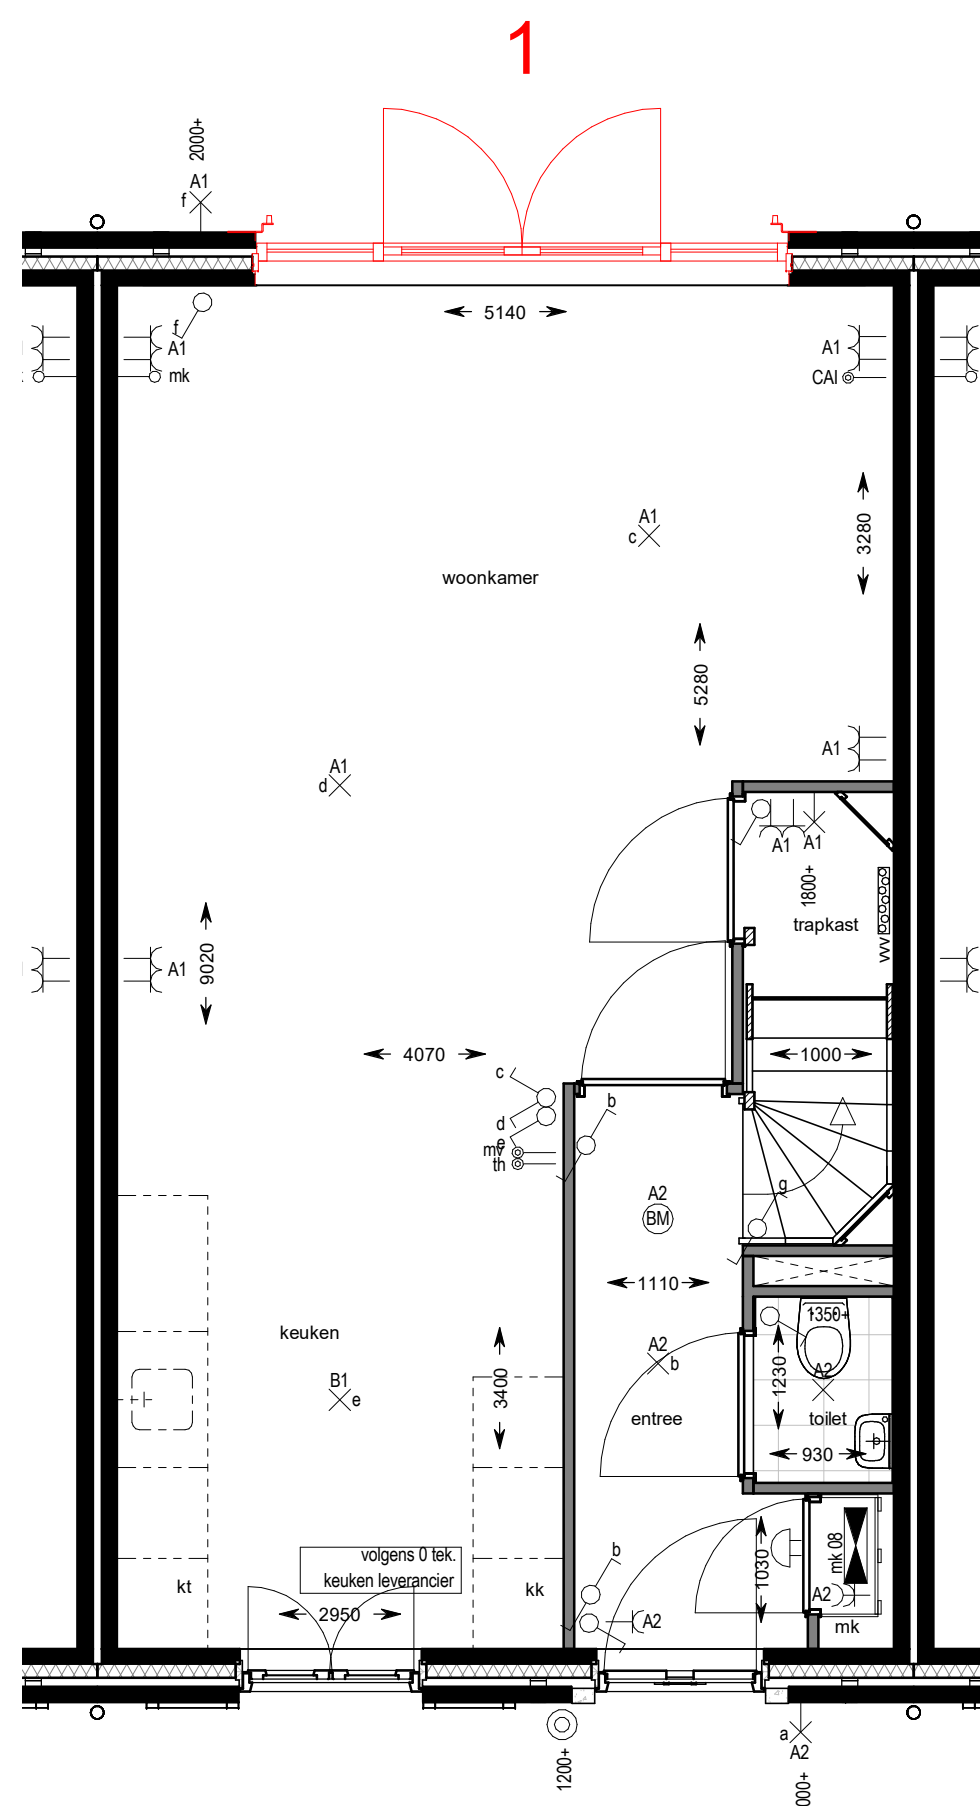 1
2000+
A1
f
5140
f
A1
mk
A1
CAI
3280
A1
c
woonkamer
5280
A1
A1
d
A1
A1
1800+
trapkast
vvv
A1
9020
4070
1000
c
d
e
mv
th
b
g
A2
BM
1110
1350+
keuken
A2
b
1230
A2
B1
e
3400
entree
toilet
930
volgens 0 tek.
keuken leverancier
b
1030
mk 08
kt
kk
A2
A2
mk
2950
a
A2
1200+
000+